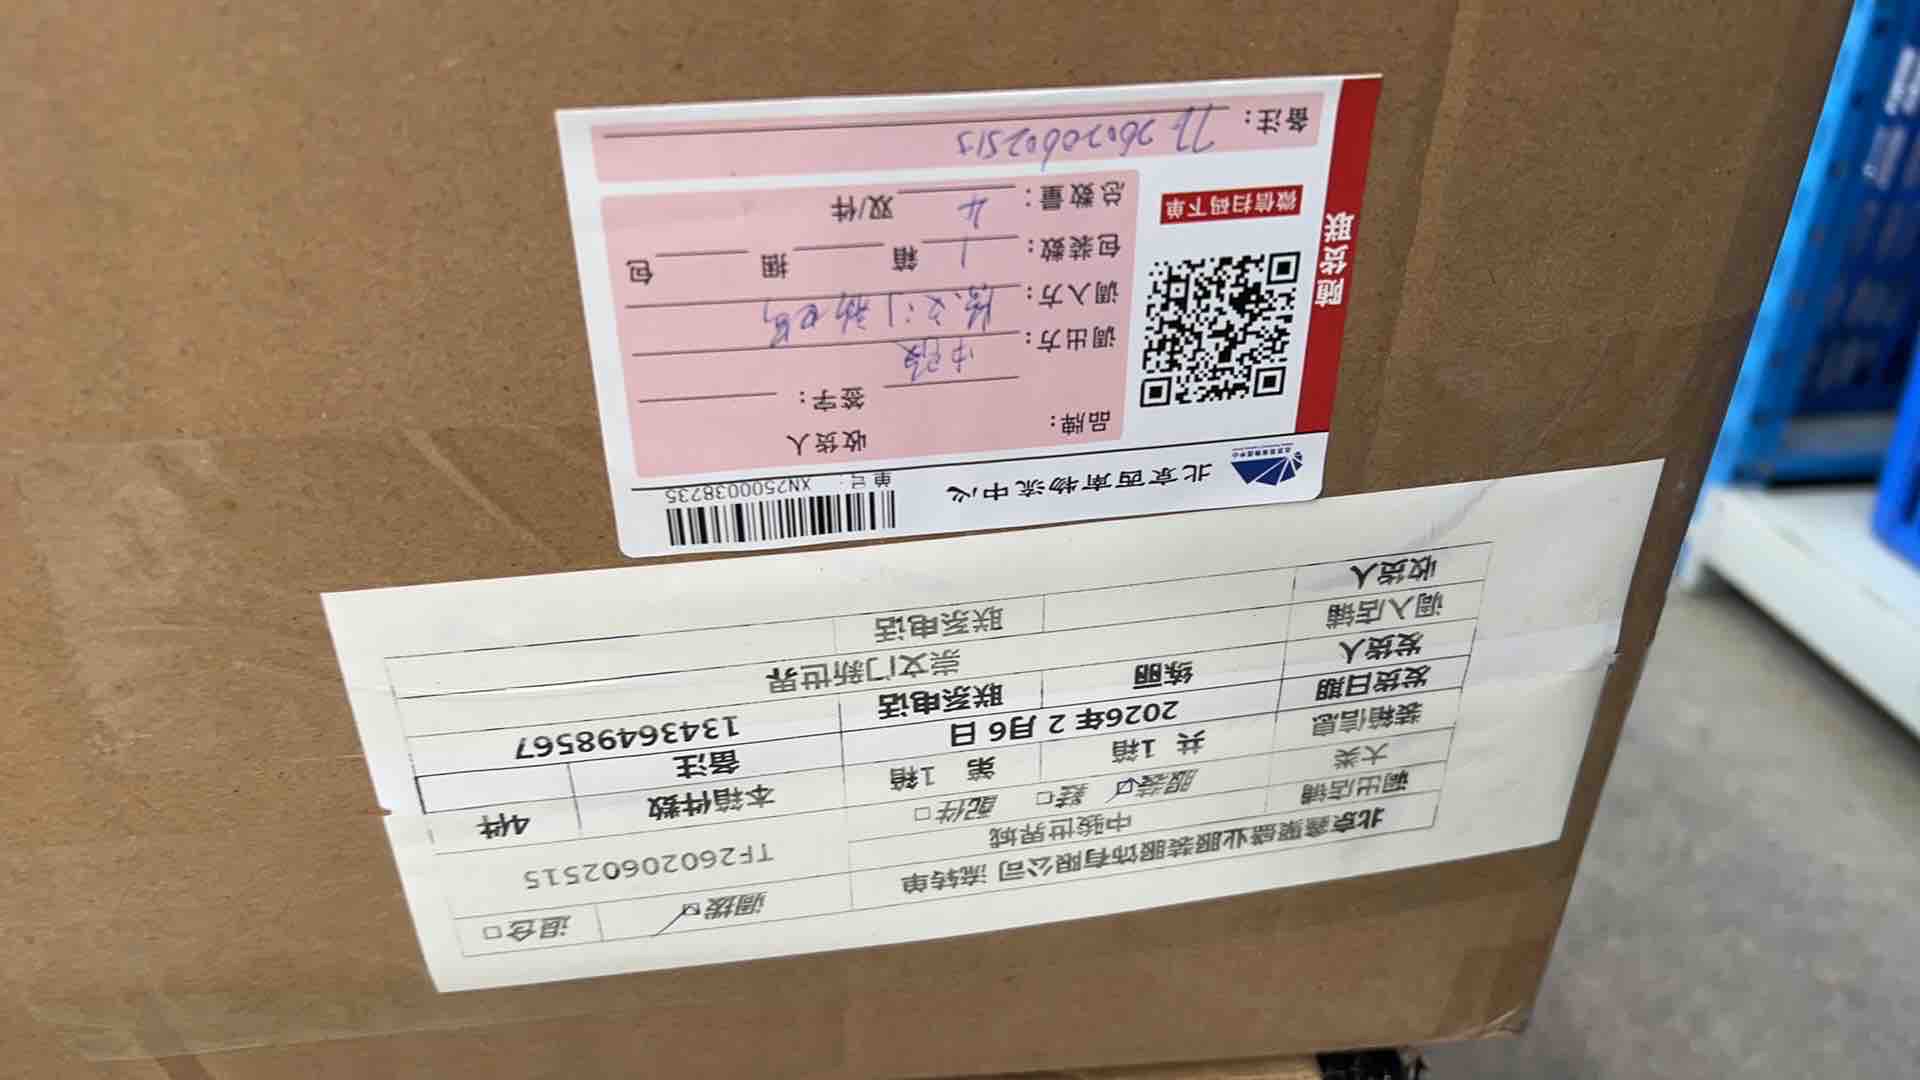 北京鑫聚盛业服装服饰有限公司 流转单 调拨☑ 退仓□
调出店铺 中骏世界城 TF26020602515
大类 服装☑ 鞋□ 配件□
装箱信息 共 1箱 第 1箱 本箱件数 4件
发货日期 2026年 2 月6 日 备注
发货人 练丽 联系电话 13436498567
调入店铺 崇文门新世界
收货人 联系电话
北京西南物流中心
单号: XN7500038735
随货联
微信扫码下单
品牌: 收货人
签字:
调出方: 中骏
调入方: 崇文门新世界
包装数: 1 箱 捆 包
总数量: 4 双/件
备注: Tf26020602515